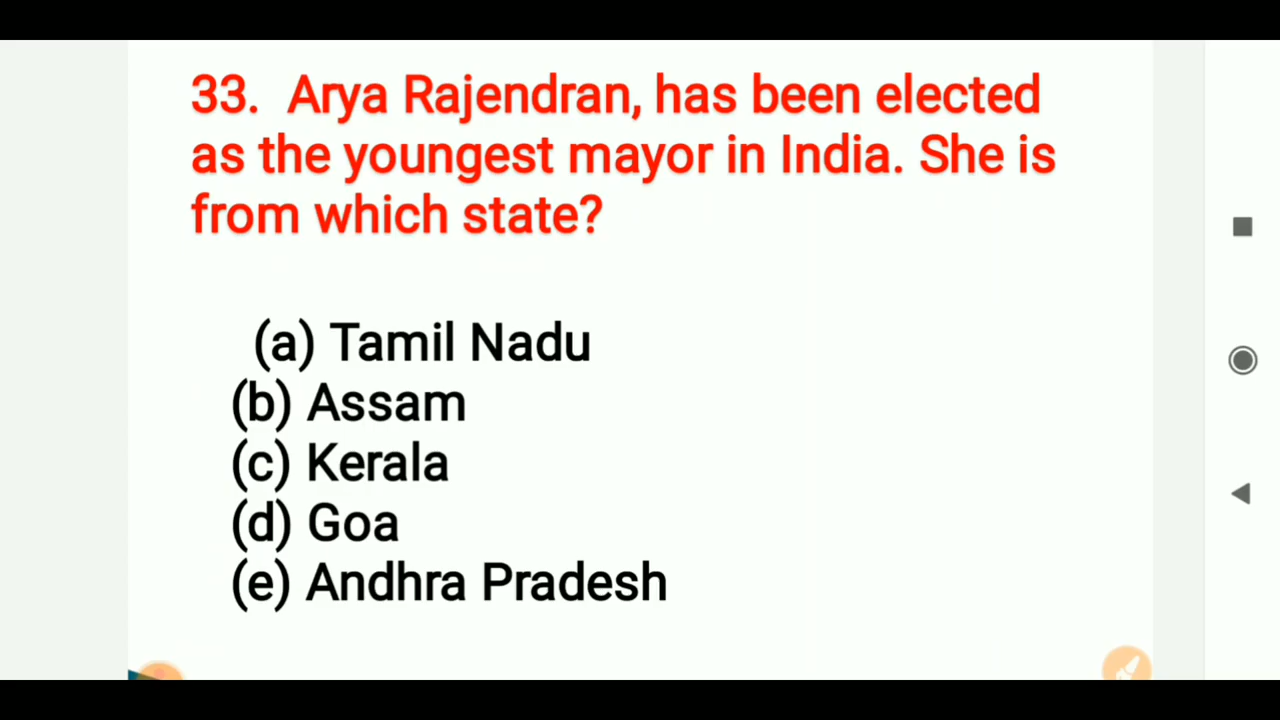 33. Arya Rajendran, has been elected
as the youngest mayor in India. She is
from which state?
(a) Tamil Nadu
(b) Assam
(c) Kerala
(d) Goa
(e) Andhra Pradesh